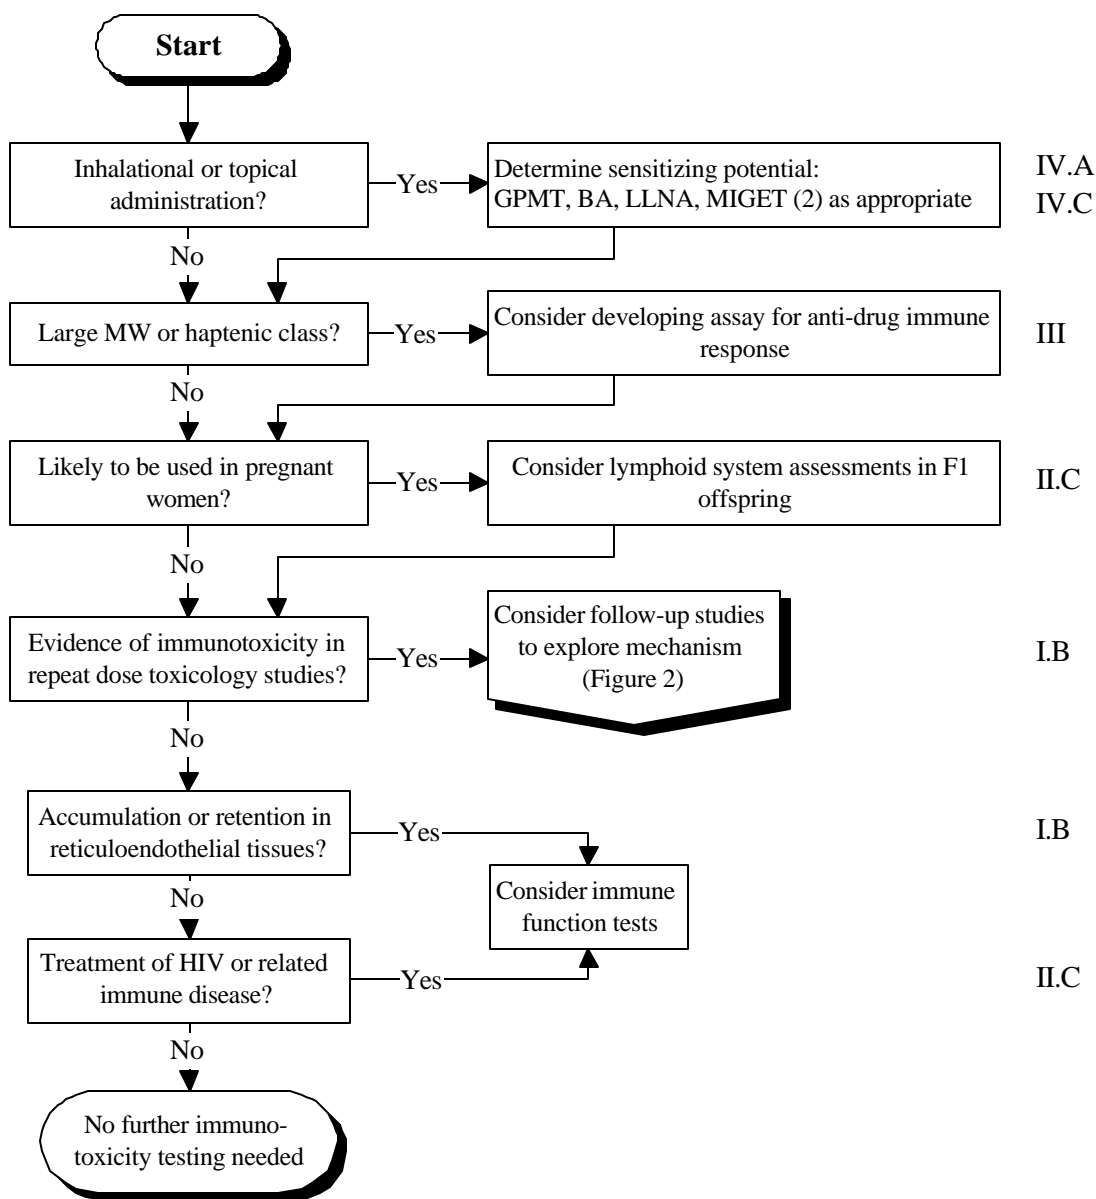 Start
Inhalational or topical
administration?
Yes
Determine sensitizing potential:
GPMT, BA, LLNA, MIGET (2) as appropriate
IV.A
IV.C
No
Large MW or haptenic class?
Yes
Consider developing assay for anti-drug immune
response
III
No
Likely to be used in pregnant
women?
Yes
Consider lymphoid system assessments in F1
offspring
II.C
No
Evidence of immunotoxicity in
repeat dose toxicology studies?
Yes
Consider follow-up studies
to explore mechanism
(Figure 2)
I.B
No
Accumulation or retention in
reticuloendothelial tissues?
Yes
I.B
Consider immune
function tests
No
Treatment of HIV or related
immune disease?
Yes
II.C
No
No further immuno-
toxicity testing needed